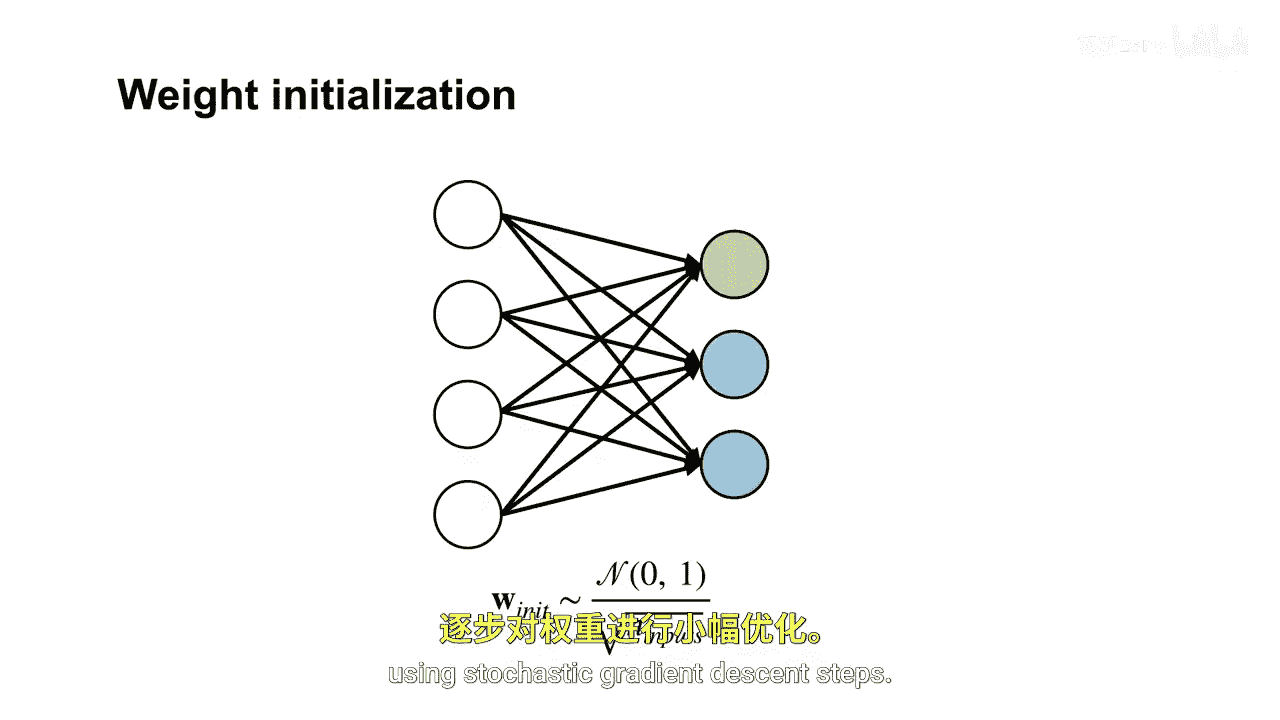 Weight initialization
𝐰init ~ 𝒩(0, 1)
逐步对权重进行小幅优化。
using stochastic gradient descent steps.